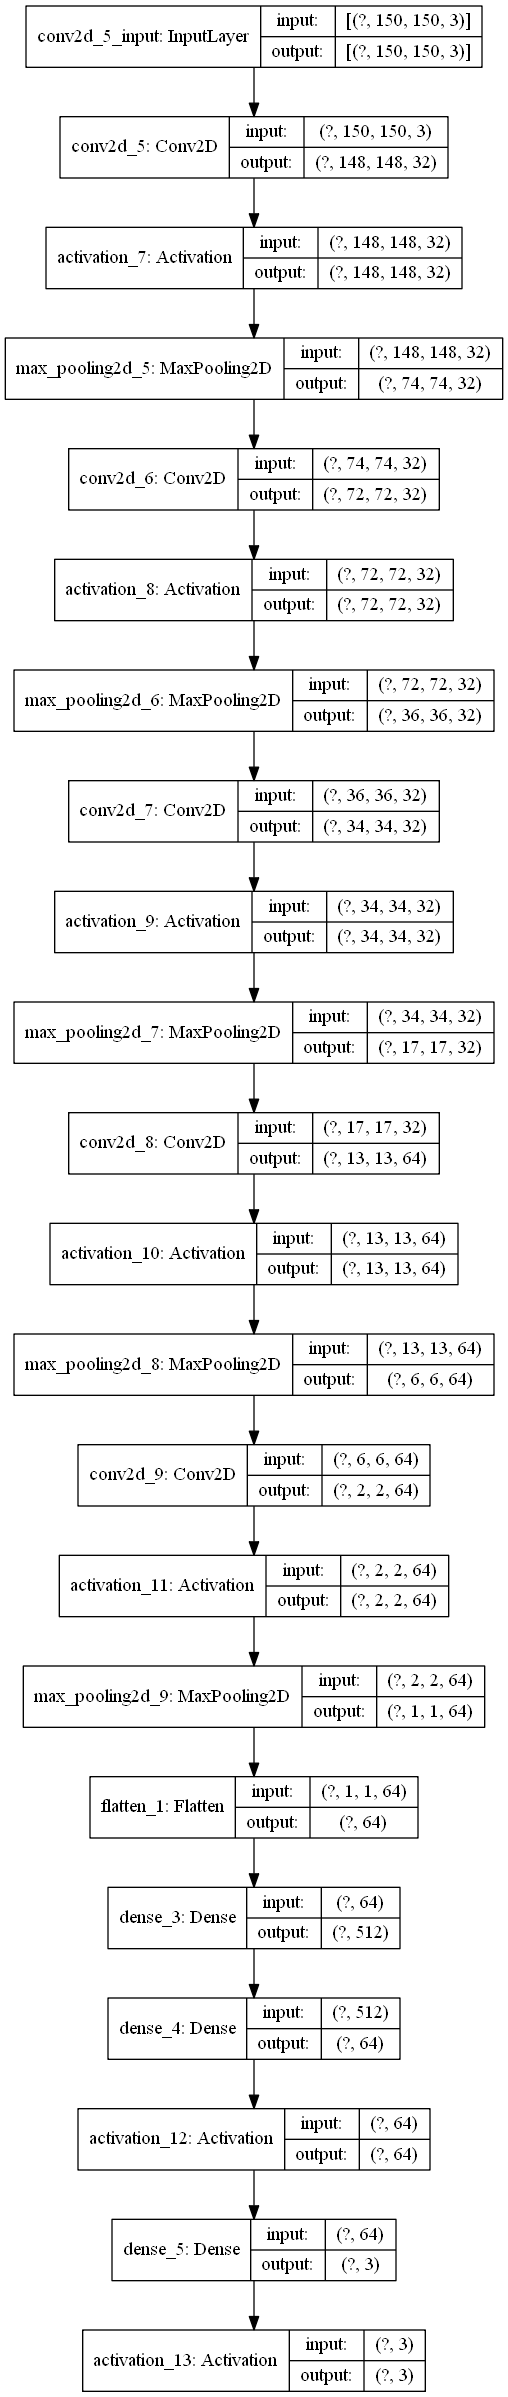 conv2d_5_input: InputLayer
input:
[(?, 150, 150, 3)]
output:
[(?, 150, 150, 3)]
conv2d_5: Conv2D
input:
(?, 150, 150, 3)
output:
(?, 148, 148, 32)
activation_7: Activation
input:
(?, 148, 148, 32)
output:
(?, 148, 148, 32)
max_pooling2d_5: MaxPooling2D
input:
(?, 148, 148, 32)
output:
(?, 74, 74, 32)
conv2d_6: Conv2D
input:
(?, 74, 74, 32)
output:
(?, 72, 72, 32)
activation_8: Activation
input:
(?, 72, 72, 32)
output:
(?, 72, 72, 32)
max_pooling2d_6: MaxPooling2D
input:
(?, 72, 72, 32)
output:
(?, 36, 36, 32)
conv2d_7: Conv2D
input:
(?, 36, 36, 32)
output:
(?, 34, 34, 32)
activation_9: Activation
input:
(?, 34, 34, 32)
output:
(?, 34, 34, 32)
max_pooling2d_7: MaxPooling2D
input:
(?, 34, 34, 32)
output:
(?, 17, 17, 32)
conv2d_8: Conv2D
input:
(?, 17, 17, 32)
output:
(?, 13, 13, 64)
activation_10: Activation
input:
(?, 13, 13, 64)
output:
(?, 13, 13, 64)
max_pooling2d_8: MaxPooling2D
input:
(?, 13, 13, 64)
output:
(?, 6, 6, 64)
conv2d_9: Conv2D
input:
(?, 6, 6, 64)
output:
(?, 2, 2, 64)
activation_11: Activation
input:
(?, 2, 2, 64)
output:
(?, 2, 2, 64)
max_pooling2d_9: MaxPooling2D
input:
(?, 2, 2, 64)
output:
(?, 1, 1, 64)
flatten_1: Flatten
input:
(?, 1, 1, 64)
output:
(?, 64)
dense_3: Dense
input:
(?, 64)
output:
(?, 512)
dense_4: Dense
input:
(?, 512)
output:
(?, 64)
activation_12: Activation
input:
(?, 64)
output:
(?, 64)
dense_5: Dense
input:
(?, 64)
output:
(?, 3)
activation_13: Activation
input:
(?, 3)
output:
(?, 3)